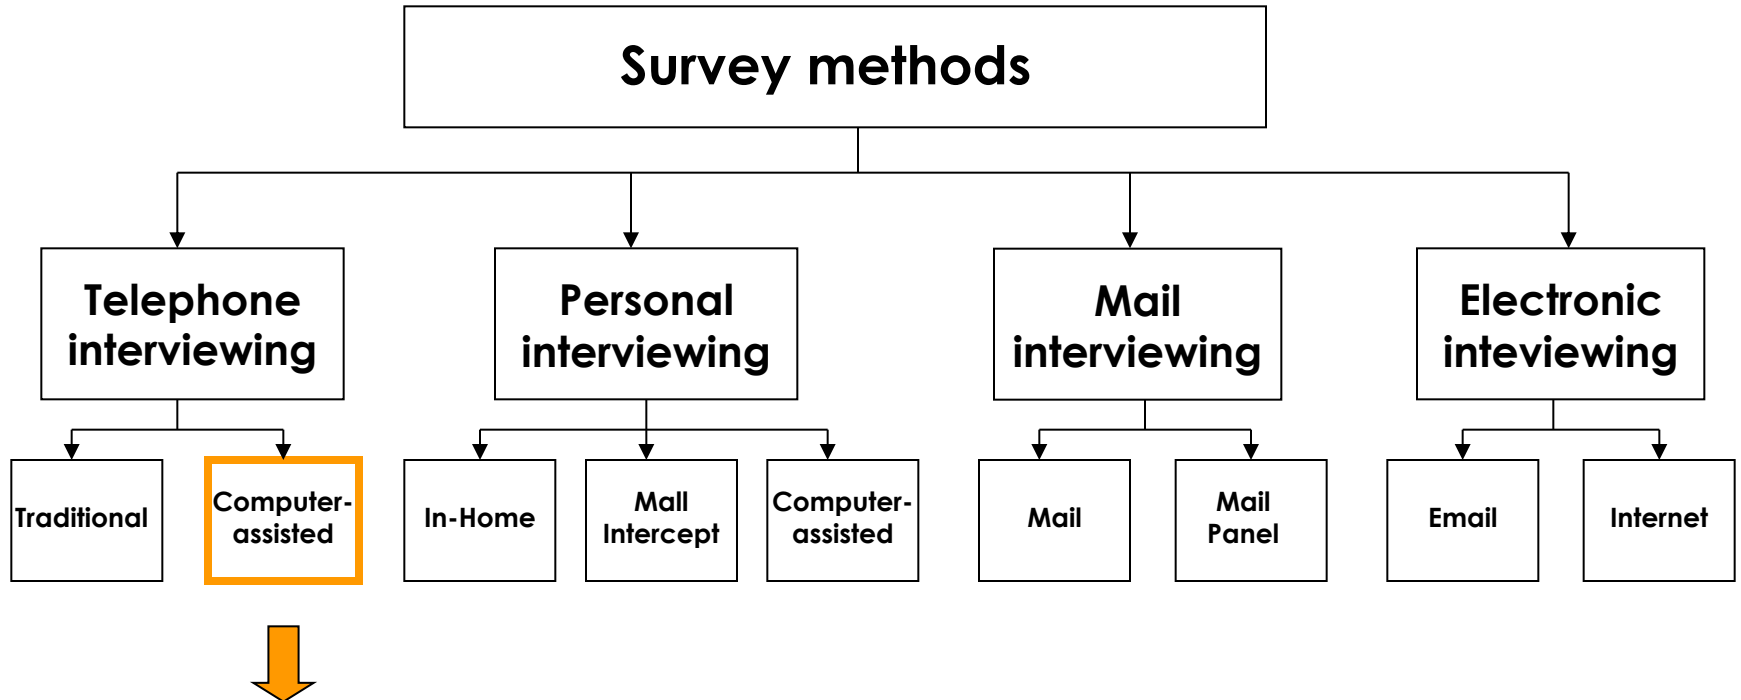 Survey methods
Telephone
interviewing
Personal
interviewing
Mail
interviewing
Electronic
inteviewing
Traditional
Computer-
assisted
In-Home
Mall
Intercept
Computer-
assisted
Mail
Mail
Panel
Email
Internet